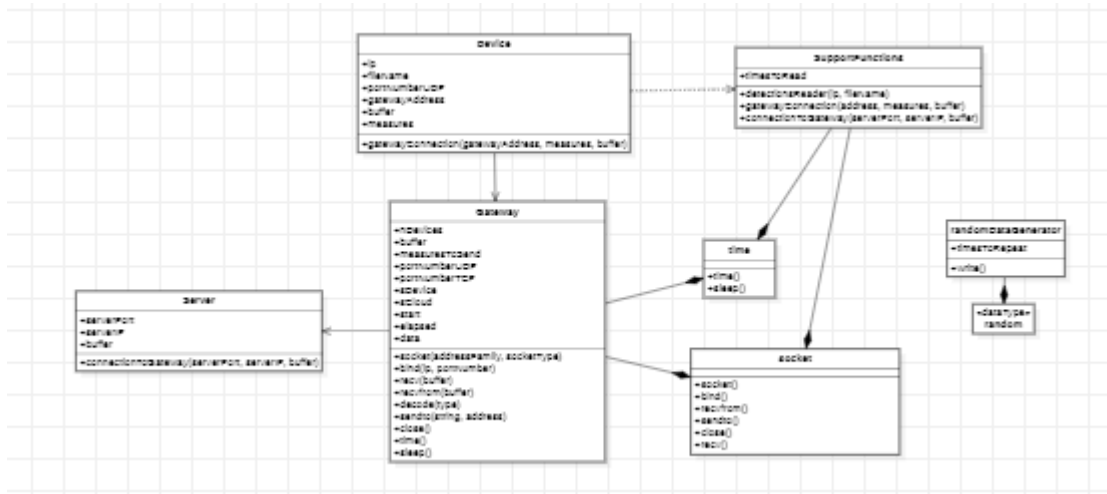 Device
+ip
+fileName
+portNumberUDP
+gatewayAddress
+buffer
+measures
+gatewayConnection(gatewayAddress, measures, buffer)
SupportFunctions
+timesToRead
+detectionsReader(ip, fileName)
+gatewayConnection(address, measures, buffer)
+connectionToGateway(serverPort, serverIP, buffer)
Gateway
+nDevices
+buffer
+measuresToSend
+portNumberUDP
+portNumberTCP
+sDevice
+sCloud
+start
+elapsed
+data
+socket(addressFamily, socketType)
+bind(ip, portNumber)
+recv(buffer)
+recvfrom(buffer)
+decode(type)
+sendto(string, address)
+close()
+time()
+sleep()
Server
+serverPort
+serverIP
+buffer
+connectionToGateway(serverPort, serverIP, buffer)
time
+time()
+sleep()
randomDataGenerator
+timesToRepeat
+write()
«dataType»
random
socket
+socket()
+bind()
+recvfrom()
+sendto()
+close()
+recv()